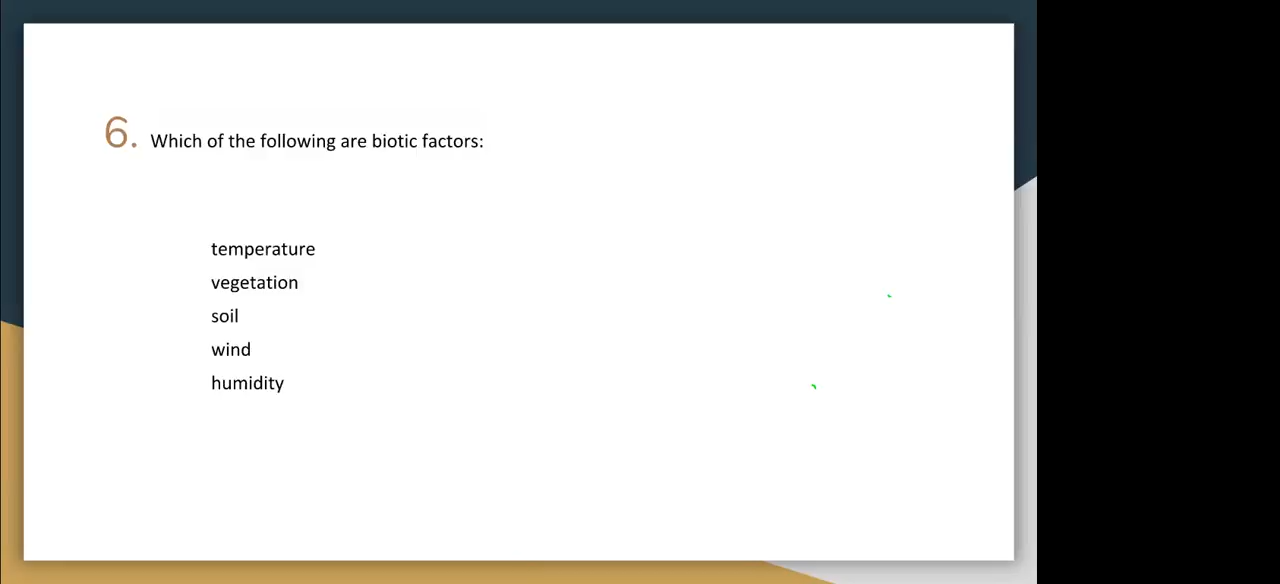 6. Which of the following are biotic factors:
temperature
vegetation
soil
wind
humidity